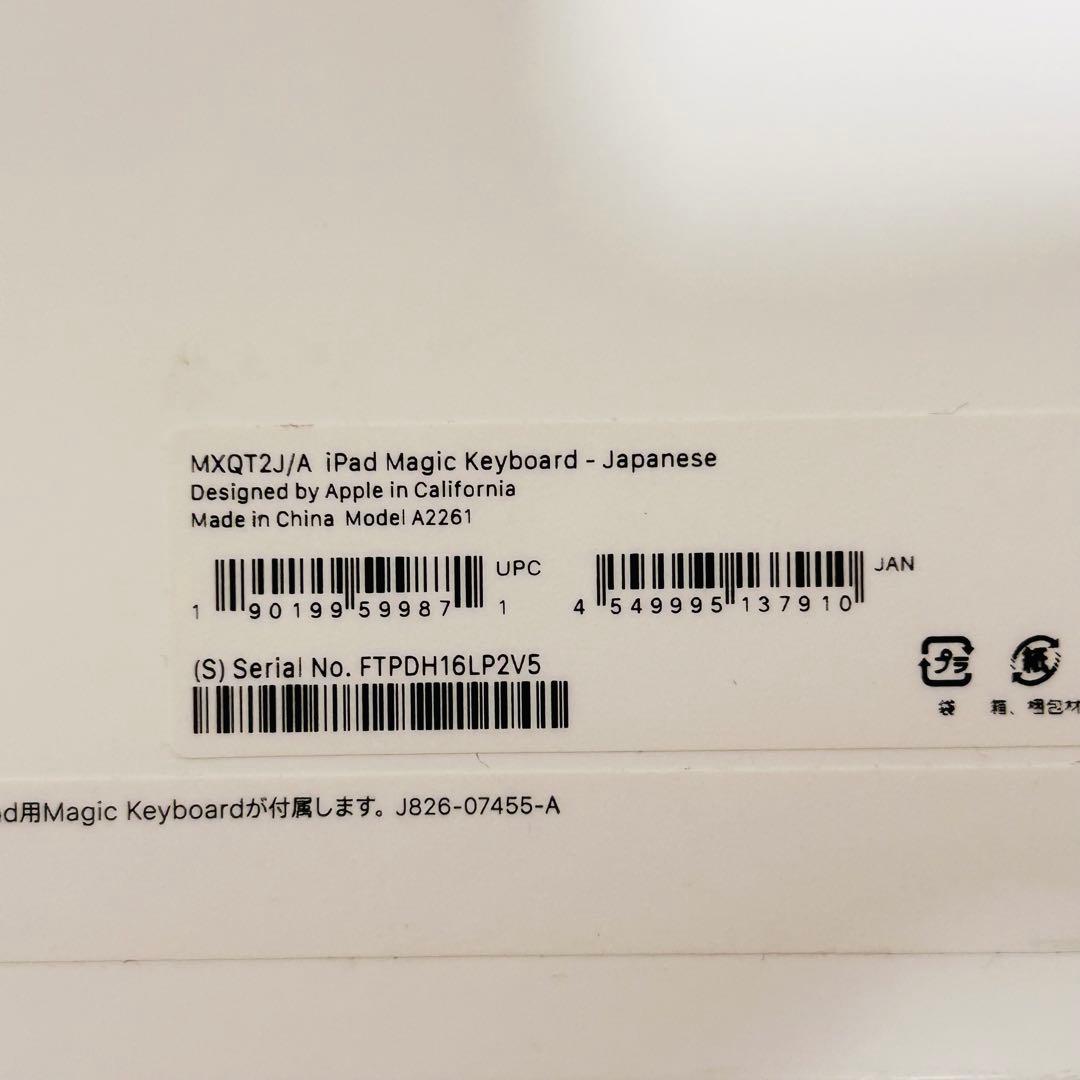 MXQT2J/A iPad Magic Keyboard - Japanese
Designed by Apple in California
Made in China Model A2261
UPC
1 90199 59987 1
JAN
4 549995 137910
(S) Serial No. FTPDH16LP2V5
プラ
紙
袋
箱、梱包材
d用Magic Keyboardが付属します。J826-07455-A